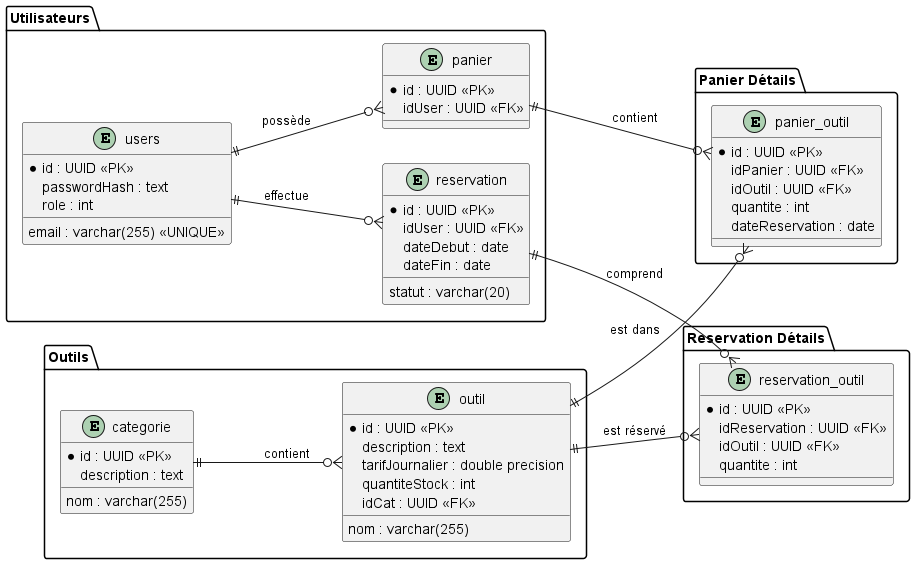 Utilisateurs
E users
id : UUID «PK»
passwordHash : text
role : int
email : varchar(255) «UNIQUE»
possède
effectue
E panier
id : UUID «PK»
idUser : UUID «FK»
E reservation
id : UUID «PK»
idUser : UUID «FK»
dateDebut : date
dateFin : date
statut : varchar(20)
contient
comprend
est dans
Panier Détails
E panier_outil
id : UUID «PK»
idPanier : UUID «FK»
idOutil : UUID «FK»
quantite : int
dateReservation : date
Outils
E categorie
id : UUID «PK»
description : text
nom : varchar(255)
contient
E outil
id : UUID «PK»
description : text
tarifJournalier : double precision
quantiteStock : int
idCat : UUID «FK»
nom : varchar(255)
est réservé
Reservation Détails
E reservation_outil
id : UUID «PK»
idReservation : UUID «FK»
idOutil : UUID «FK»
quantite : int